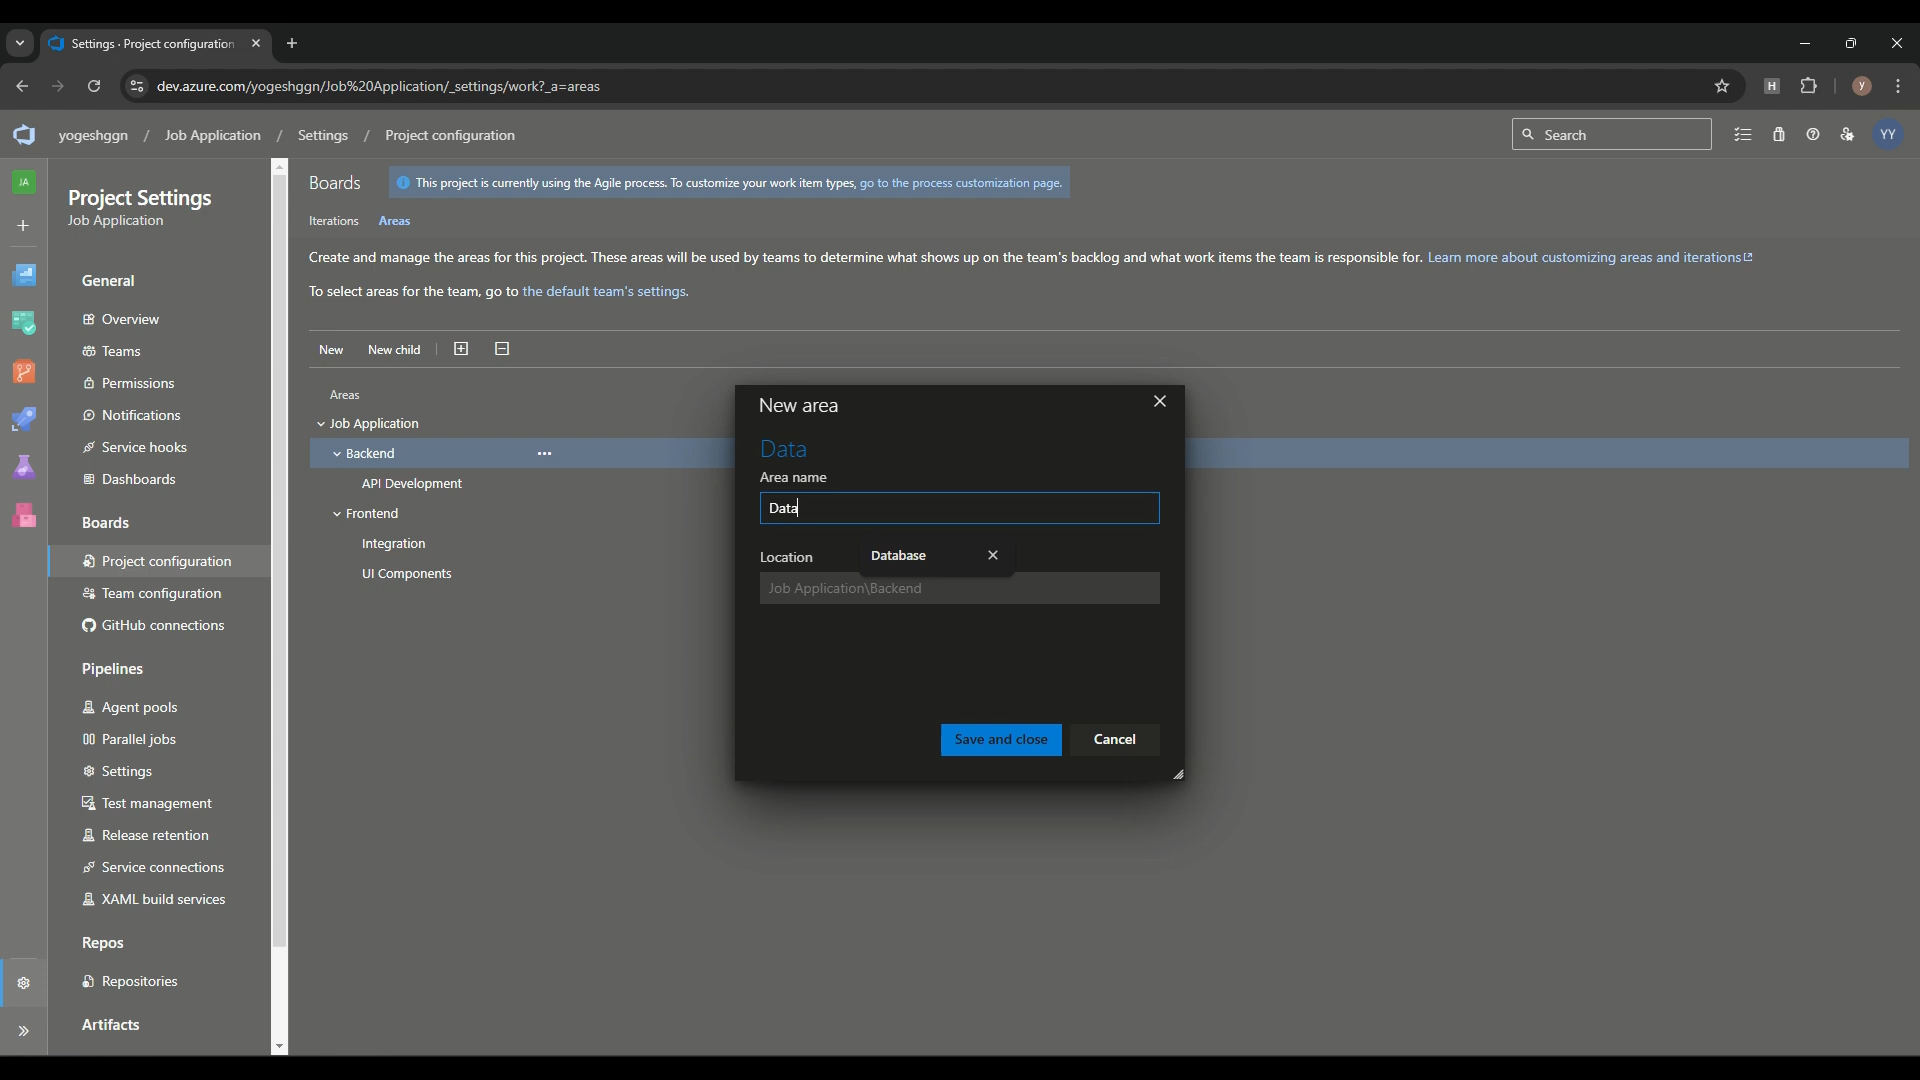 Settings · Project configuration
dev.azure.com/yogeshggn/Job%20Application/_settings/work?_a=areas
H
y
yogeshggn / Job Application / Settings / Project configuration
Search
YY
JA
Project Settings
Job Application
General
Overview
Teams
Permissions
Notifications
Service hooks
Dashboards
Boards
Project configuration
Team configuration
GitHub connections
Pipelines
Agent pools
Parallel jobs
Settings
Test management
Release retention
Service connections
XAML build services
Repos
Repositories
Artifacts
Boards
This project is currently using the Agile process. To customize your work item types, go to the process customization page.
Iterations Areas
Create and manage the areas for this project. These areas will be used by teams to determine what shows up on the team's backlog and what work items the team is responsible for. Learn more about customizing areas and iterations
To select areas for the team, go to the default team's settings.
New New child
Areas
Job Application
Backend
API Development
Frontend
Integration
UI Components
New area
Data
Area name
Data
Location
Database
Job Application\Backend
Save and close Cancel